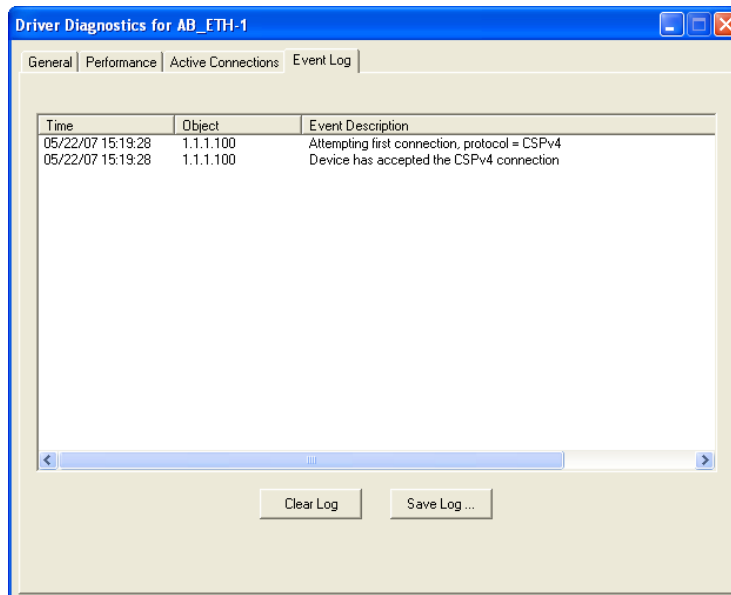 Driver Diagnostics for AB_ETH-1
General Performance Active Connections Event Log
Time Object Event Description
05/22/07 15:19:28 1.1.1.100 Attempting first connection, protocol = CSPv4
05/22/07 15:19:28 1.1.1.100 Device has accepted the CSPv4 connection
Clear Log Save Log ...